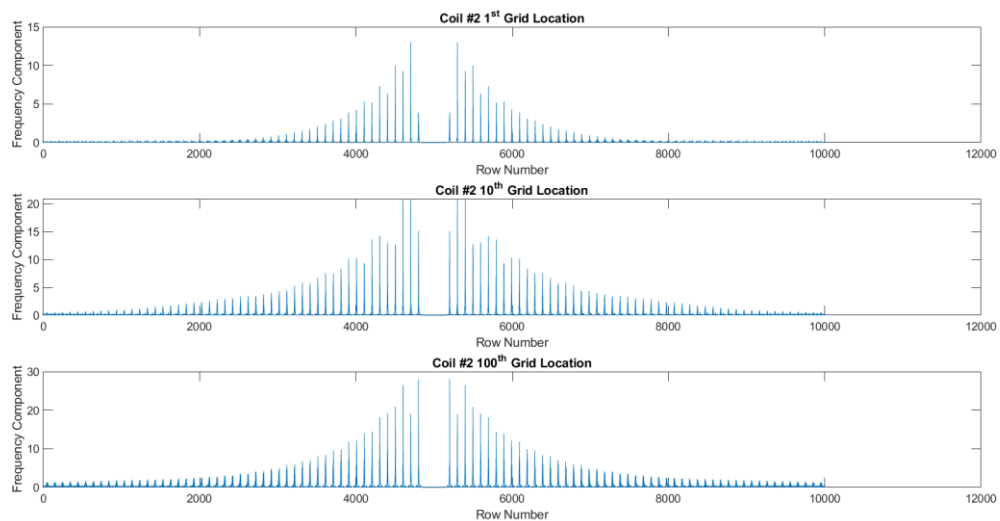 Coil #2 1st Grid Location
15
10
5
0
Frequency Component
0 2000 4000 6000 8000 10000 12000
Row Number
Coil #2 10th Grid Location
20
15
10
5
0
Frequency Component
0 2000 4000 6000 8000 10000 12000
Row Number
Coil #2 100th Grid Location
30
20
10
0
Frequency Component
0 2000 4000 6000 8000 10000 12000
Row Number